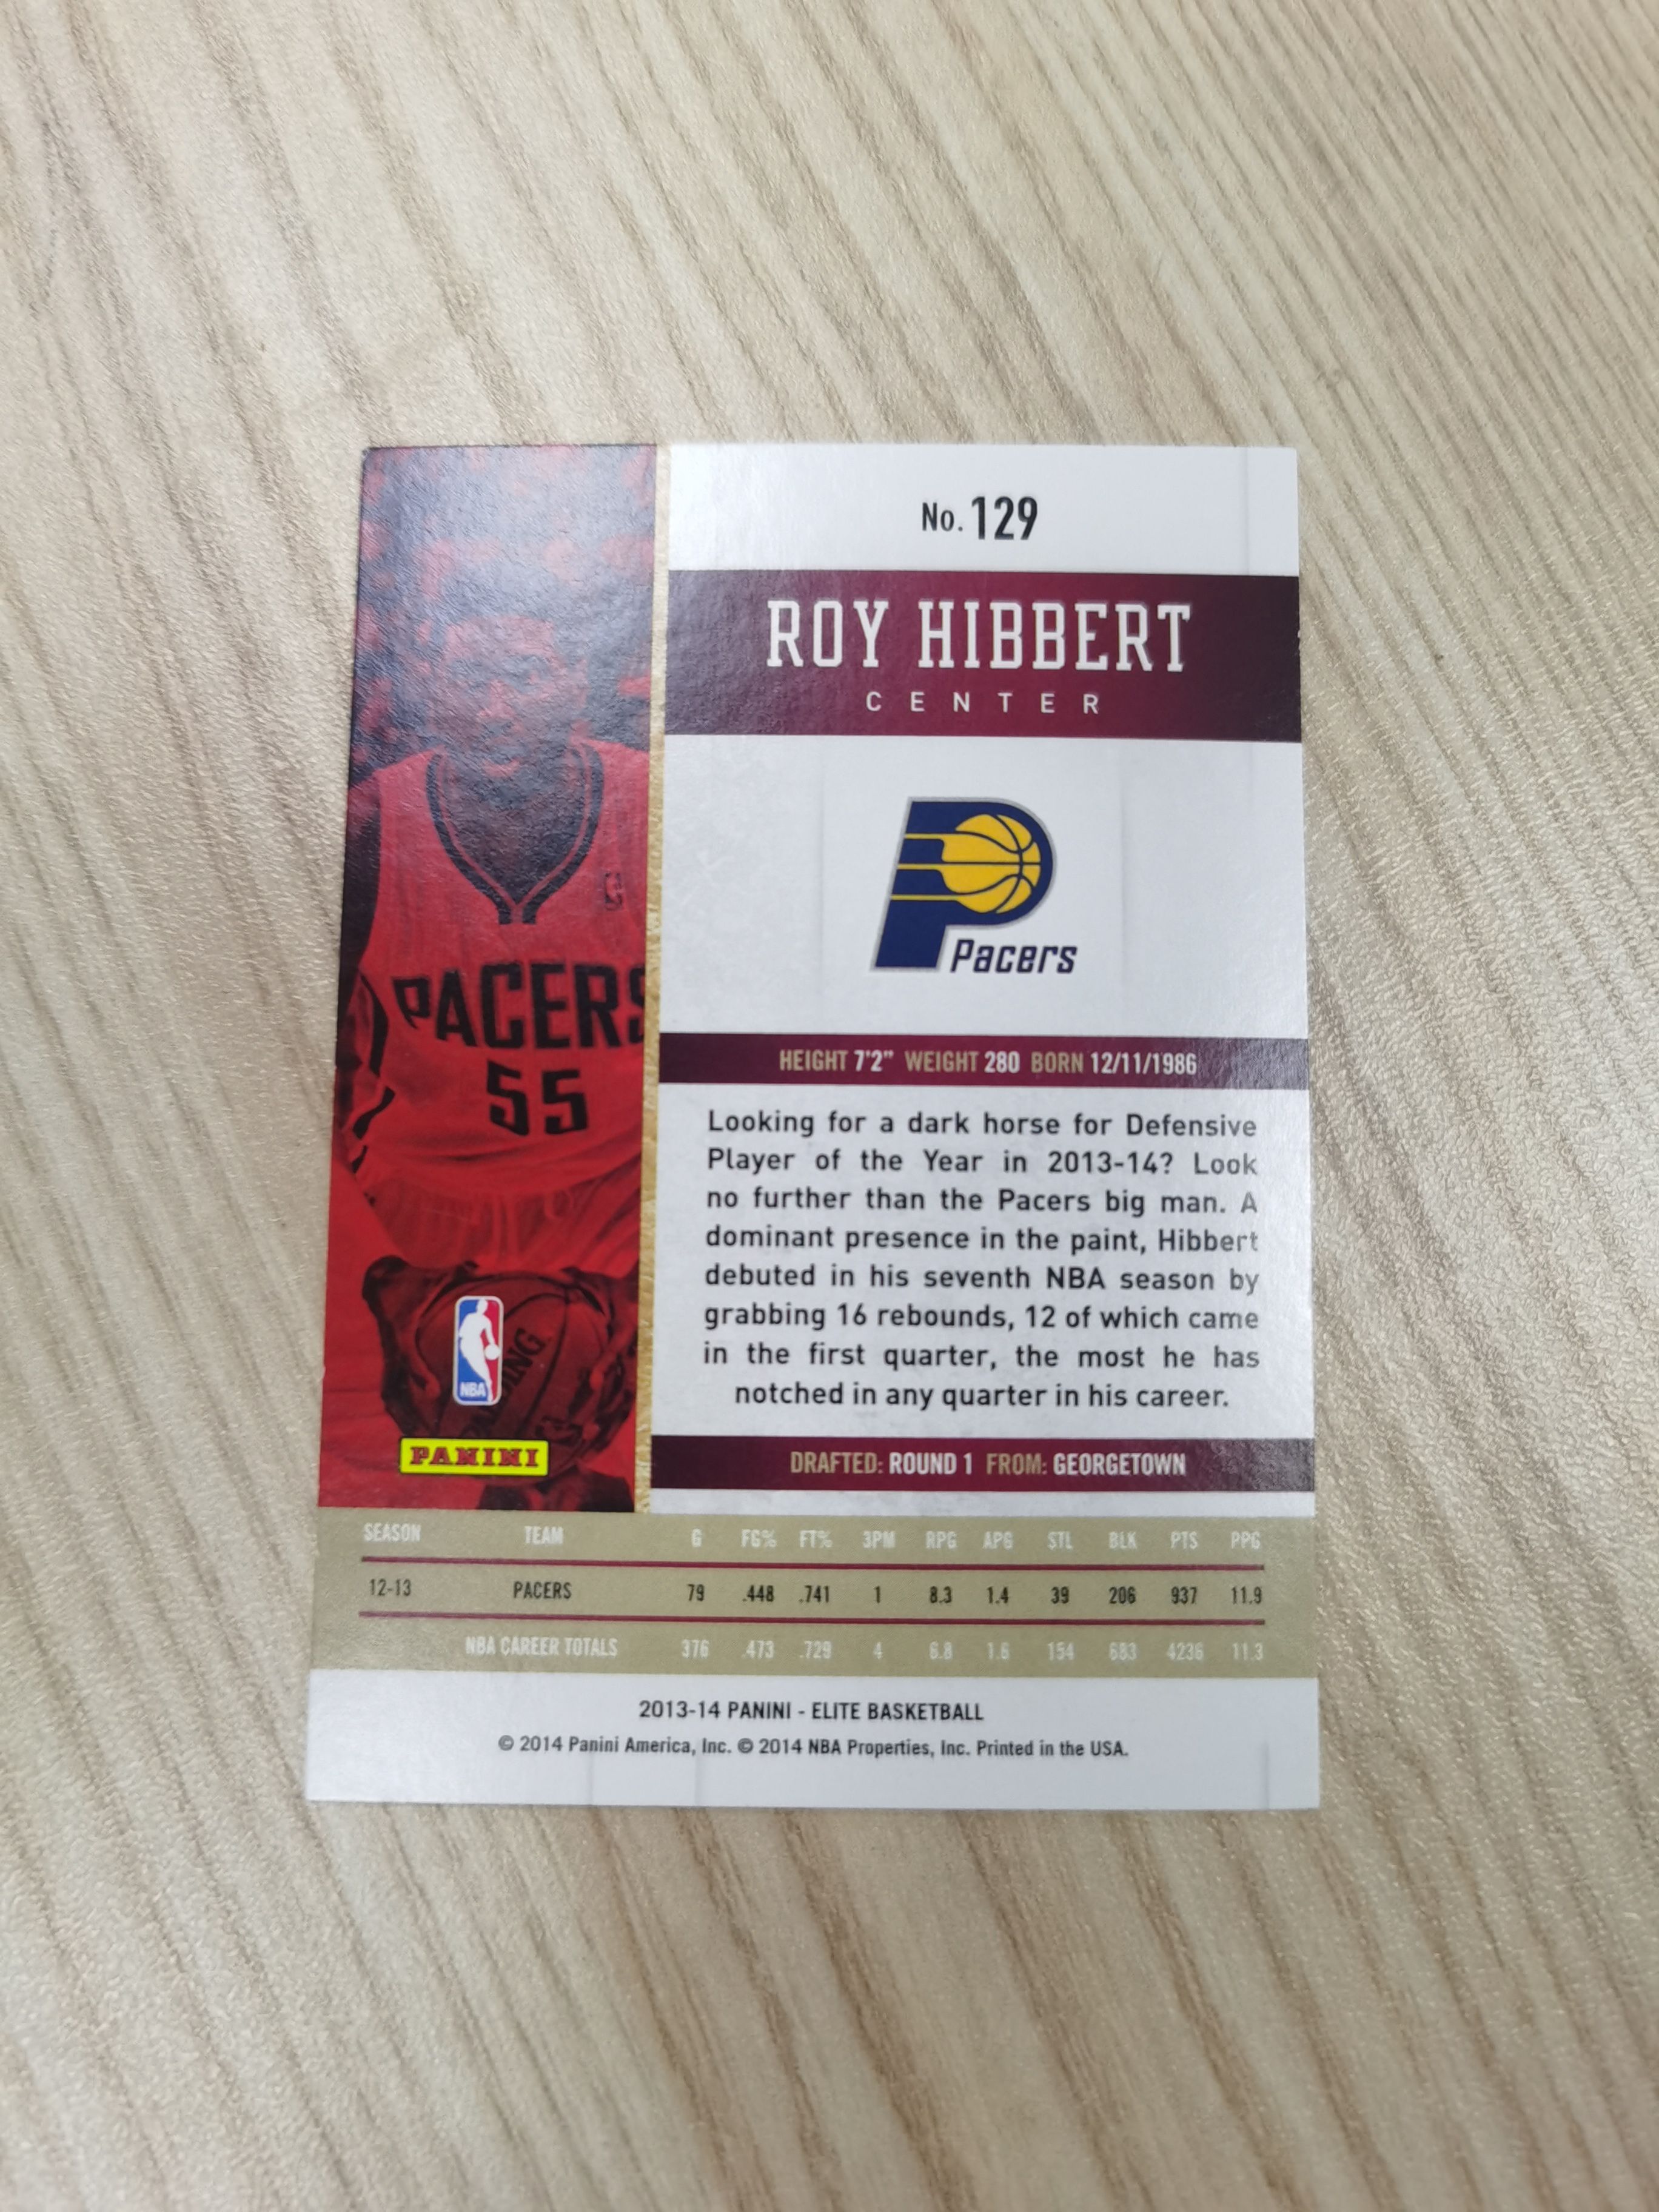 No. 129
ROY HIBBERT
CENTER
Pacers
PACERS
55
HEIGHT 7'2" WEIGHT 280 BORN 12/11/1986
Looking for a dark horse for Defensive
Player of the Year in 2013-14? Look
no further than the Pacers big man. A
dominant presence in the paint, Hibbert
debuted in his seventh NBA season by
grabbing 16 rebounds, 12 of which came
in the first quarter, the most he has
notched in any quarter in his career.
NBA
PANINI
DRAFTED: ROUND 1 FROM: GEORGETOWN
SEASON TEAM G FG% FT% 3PM RPG APG STL BLK PTS PPG
12-13 PACERS 79 .448 .741 1 8.3 1.4 39 206 937 11.9
NBA CAREER TOTALS 376 .473 .729 4 6.8 1.6 154 683 4236 11.3
2013-14 PANINI - ELITE BASKETBALL
© 2014 Panini America, Inc. © 2014 NBA Properties, Inc. Printed in the USA.